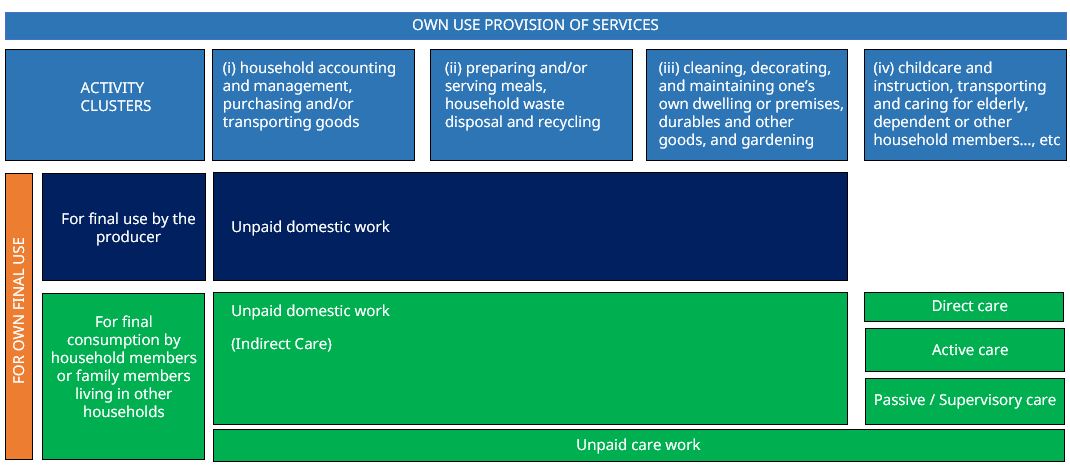 OWN USE PROVISION OF SERVICES
ACTIVITY
CLUSTERS
(i) household accounting
and management,
purchasing and/or
transporting goods
(ii) preparing and/or
serving meals,
household waste
disposal and recycling
(iii) cleaning, decorating,
and maintaining one’s
own dwelling or premises,
durables and other
goods, and gardening
(iv) childcare and
instruction, transporting
and caring for elderly,
dependent or other
household members..., etc
FOR OWN FINAL USE
For final use by the
producer
Unpaid domestic work
For final
consumption by
household members
or family members
living in other
households
Unpaid domestic work
(Indirect Care)
Direct care
Active care
Passive / Supervisory care
Unpaid care work